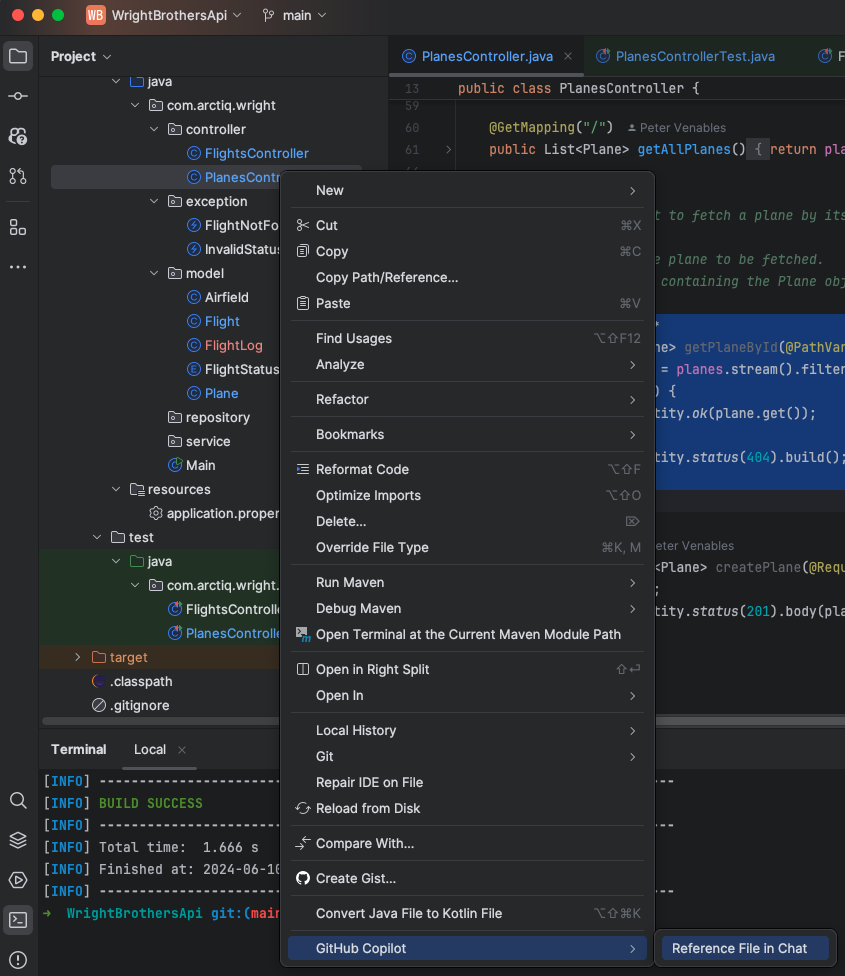 WB WrightBrothersApi main
Project
java
com.arctiq.wright
controller
FlightsController
PlanesContr
exception
FlightNotFo
InvalidStatus
model
Airfield
Flight
FlightLog
FlightStatus
Plane
repository
service
Main
resources
application.proper
test
java
com.arctiq.wright.
FlightsControlle
PlanesControlle
target
.classpath
.gitignore
PlanesController.java × PlanesControllerTest.java F
13 public class PlanesController {
59
60 @GetMapping("/") Peter Venables
61 public List<Plane> getAllPlanes() { return pla
t to fetch a plane by its
e plane to be fetched.
containing the Plane obj
*
ne> getPlaneById(@PathVar
= planes.stream().filter
) {
tity.ok(plane.get());
tity.status(404).build();
eter Venables
<Plane> createPlane(@Requ
;
tity.status(201).body(pla
New
Cut ⌘X
Copy ⌘C
Copy Path/Reference...
Paste ⌘V
Find Usages ⌥⇧F12
Analyze
Refactor
Bookmarks
Reformat Code ⌥⇧F
Optimize Imports ⌥⇧O
Delete... ⌦
Override File Type ⌘K, M
Run Maven
Debug Maven
Open Terminal at the Current Maven Module Path
Open in Right Split ⇧⏎
Open In
Local History
Git
Repair IDE on File
Reload from Disk
Compare With...
Create Gist...
Convert Java File to Kotlin File ⌥⇧⌘K
GitHub Copilot
Reference File in Chat
Terminal Local ×
[INFO] ------------------------
[INFO] BUILD SUCCESS
[INFO] ------------------------
[INFO] Total time: 1.666 s
[INFO] Finished at: 2024-06-10
[INFO] ------------------------
→ WrightBrothersApi git:(main